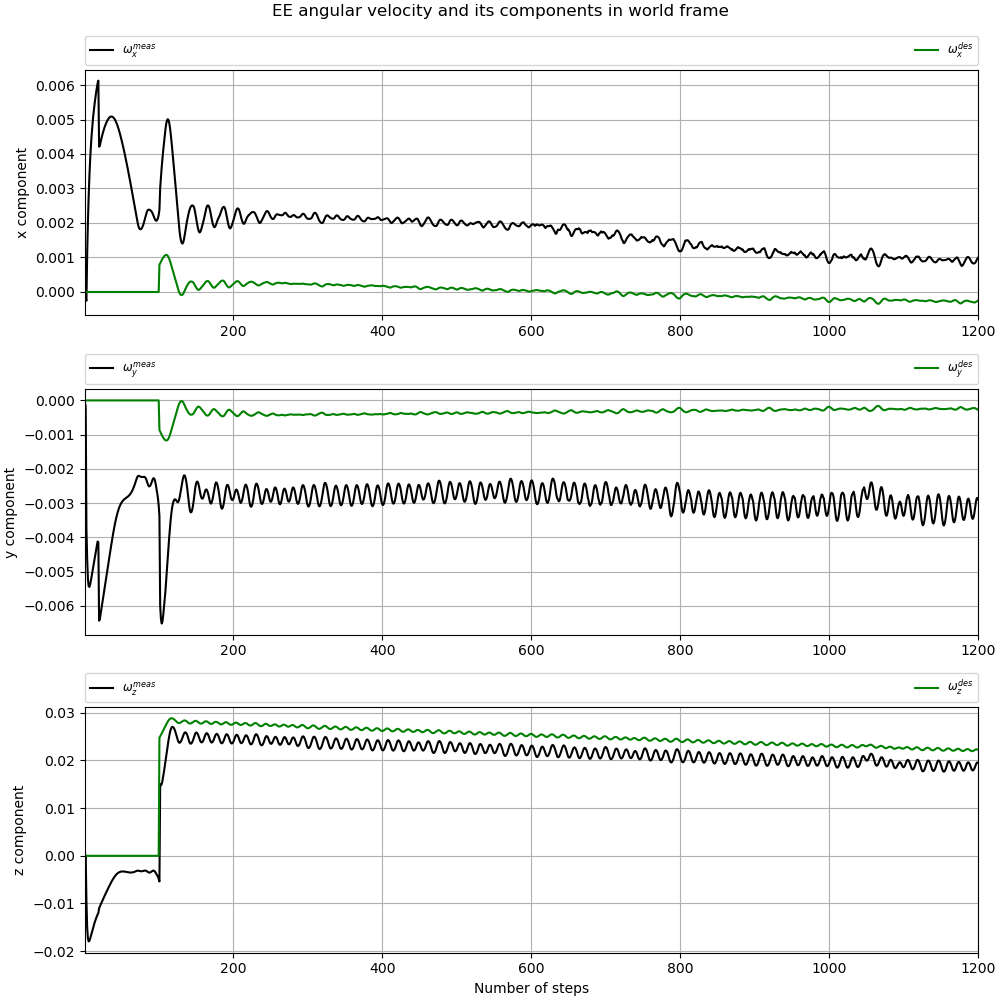 EE angular velocity and its components in world frame
ω_x^meas ω_x^des
0.006
0.005
0.004
0.003
0.002
0.001
0.000
x component
200 400 600 800 1000 1200
ω_y^meas ω_y^des
0.000
−0.001
−0.002
−0.003
−0.004
−0.005
−0.006
y component
200 400 600 800 1000 1200
ω_z^meas ω_z^des
0.03
0.02
0.01
0.00
−0.01
−0.02
z component
200 400 600 800 1000 1200
Number of steps